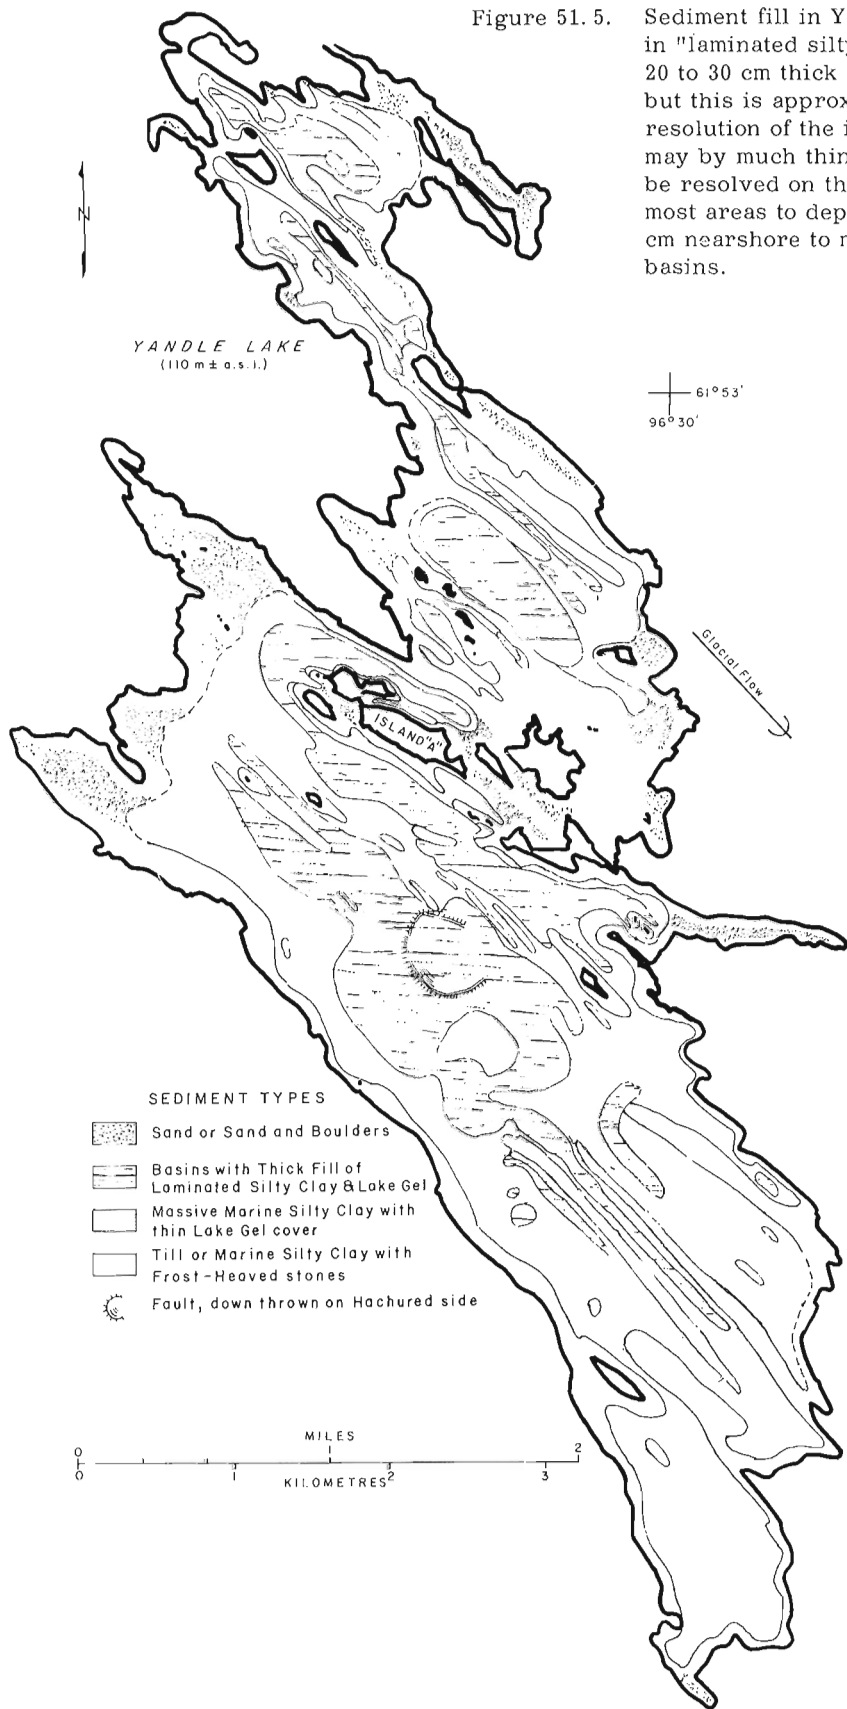 Figure 51.5. Sediment fill in Y
in "laminated silty
20 to 30 cm thick
but this is approx
resolution of the i
may by much thin
be resolved on th
most areas to dep
cm nearshore to r
basins.
N
YANDLE LAKE
(110 m ± a.s.l.)
61°53'
96°30'
Glacial Flow
ISLAND "A"
SEDIMENT TYPES
Sand or Sand and Boulders
Basins with Thick Fill of
Laminated Silty Clay & Lake Gel
Massive Marine Silty Clay with
thin Lake Gel cover
Till or Marine Silty Clay with
Frost-Heaved stones
Fault, down thrown on Hachured side
MILES
0 2
0 1 2 3
KILOMETRES